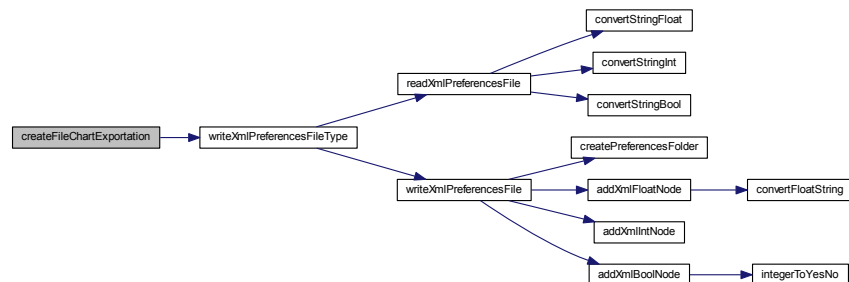 createFileChartExportation
writeXmlPreferencesFileType
readXmlPreferencesFile
convertStringFloat
convertStringInt
convertStringBool
writeXmlPreferencesFile
createPreferencesFolder
addXmlFloatNode
convertFloatString
addXmlIntNode
addXmlBoolNode
integerToYesNo